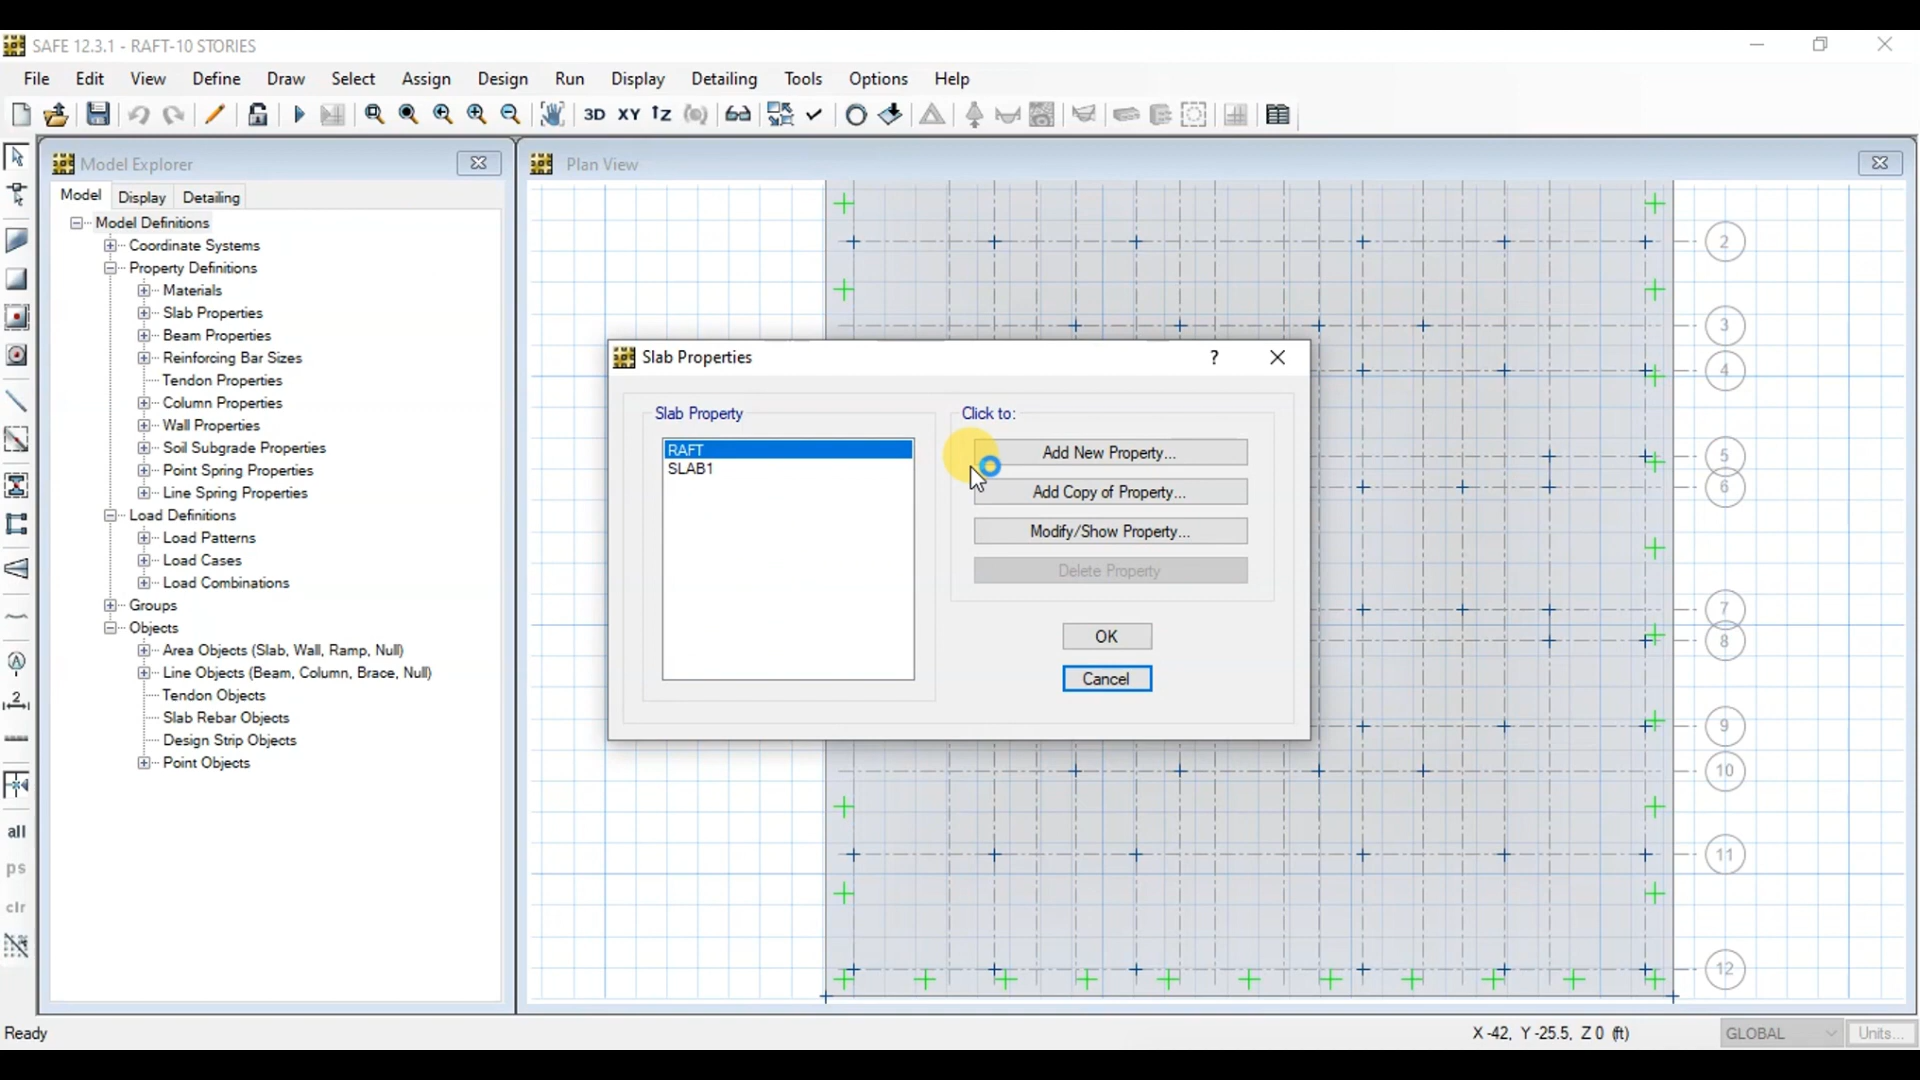 SAFE 12.3.1 - RAFT-10 STORIES
File Edit View Define Draw Select Assign Design Run Display Detailing Tools Options Help
3D XY
Model Explorer
Model Display Detailing
Model Definitions
Coordinate Systems
Property Definitions
Materials
Slab Properties
Beam Properties
Reinforcing Bar Sizes
Tendon Properties
Column Properties
Wall Properties
Soil Subgrade Properties
Point Spring Properties
Line Spring Properties
Load Definitions
Load Patterns
Load Cases
Load Combinations
Groups
Objects
Area Objects (Slab, Wall, Ramp, Null)
Line Objects (Beam, Column, Brace, Null)
Tendon Objects
Slab Rebar Objects
Design Strip Objects
Point Objects
all
ps
clr
Plan View
2
3
4
5
6
7
8
9
10
11
12
Slab Properties ?
Slab Property
RAFT
SLAB1
Click to:
Add New Property...
Add Copy of Property...
Modify/Show Property...
Delete Property
OK
Cancel
Ready
X -42, Y -25.5, Z 0 (ft)
GLOBAL
Units...